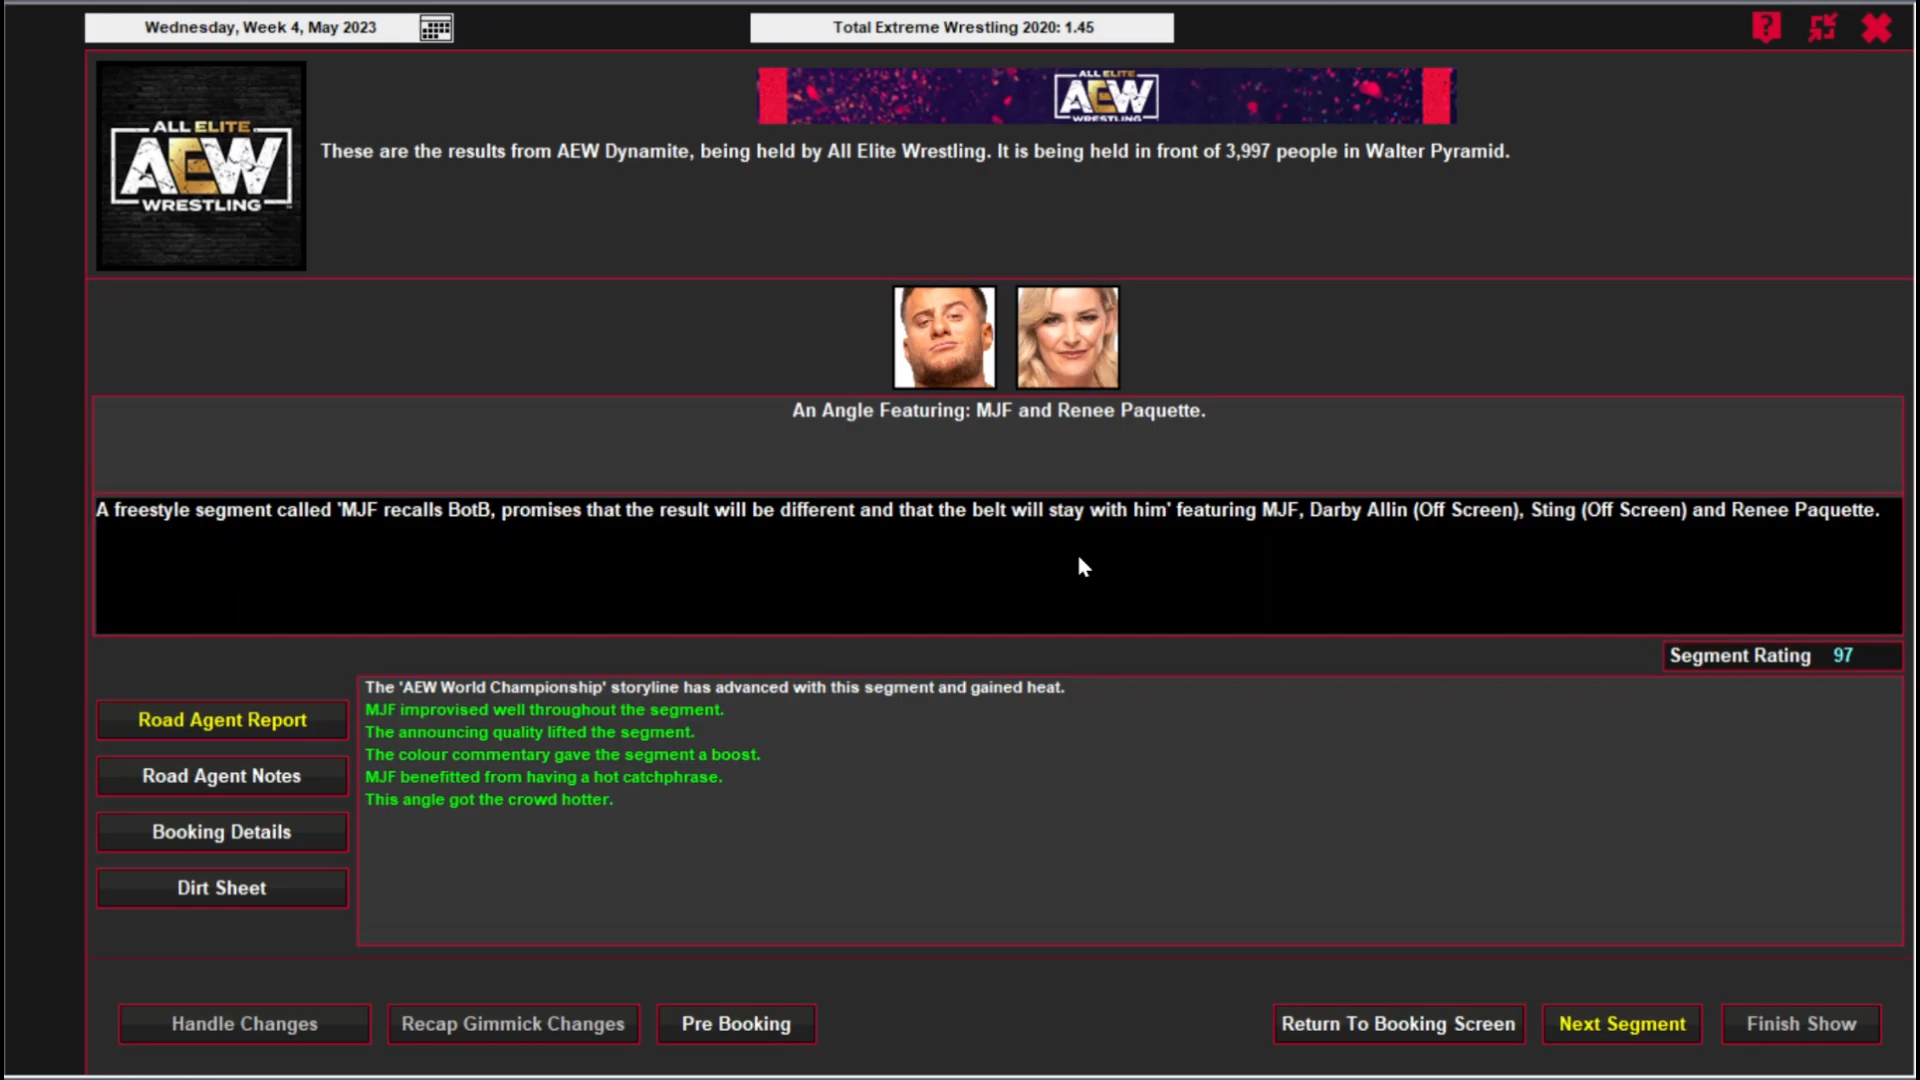 Wednesday, Week 4, May 2023
Total Extreme Wrestling 2020: 1.45
?
ALL ELITE
AEW
WRESTLING
ALL ELITE
AEW
WRESTLING
These are the results from AEW Dynamite, being held by All Elite Wrestling. It is being held in front of 3,997 people in Walter Pyramid.
An Angle Featuring: MJF and Renee Paquette.
A freestyle segment called 'MJF recalls BotB, promises that the result will be different and that the belt will stay with him' featuring MJF, Darby Allin (Off Screen), Sting (Off Screen) and Renee Paquette.
Segment Rating 97
Road Agent Report
Road Agent Notes
Booking Details
Dirt Sheet
The 'AEW World Championship' storyline has advanced with this segment and gained heat.
MJF improvised well throughout the segment.
The announcing quality lifted the segment.
The colour commentary gave the segment a boost.
MJF benefitted from having a hot catchphrase.
This angle got the crowd hotter.
Handle Changes
Recap Gimmick Changes
Pre Booking
Return To Booking Screen
Next Segment
Finish Show